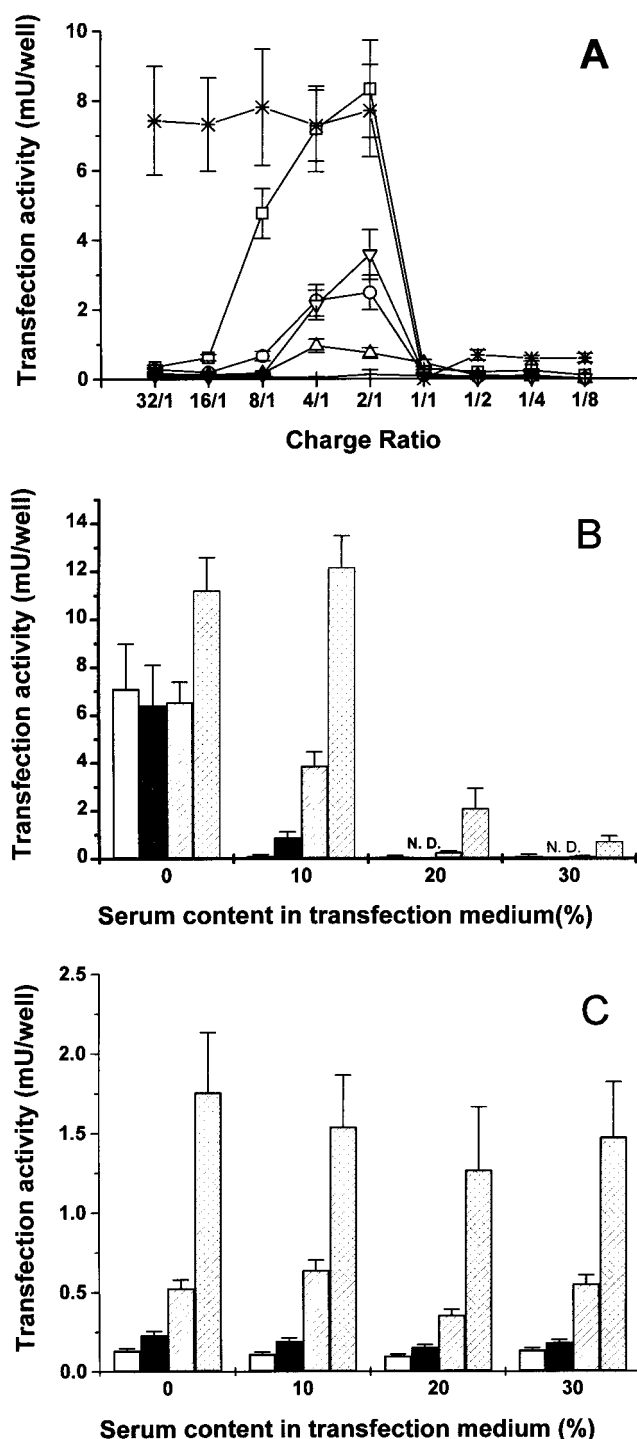 A
Transfection activity (mU/well)
10
8
6
4
2
0
32/1 16/1 8/1 4/1 2/1 1/1 1/2 1/4 1/8
Charge Ratio
B
Transfection activity (mU/well)
14
12
10
8
6
4
2
0
N. D.
N. D.
0 10 20 30
Serum content in transfection medium(%)
C
Transfection activity (mU/well)
2.5
2.0
1.5
1.0
0.5
0.0
0 10 20 30
Serum content in transfection medium (%)